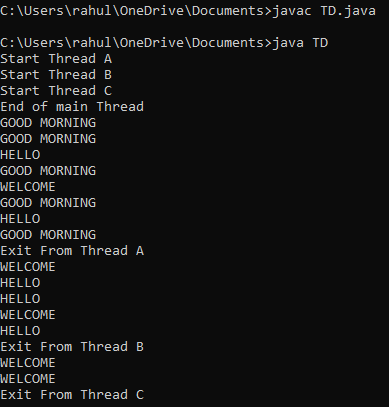 C:\Users\rahul\OneDrive\Documents>javac TD.java
C:\Users\rahul\OneDrive\Documents>java TD
Start Thread A
Start Thread B
Start Thread C
End of main Thread
GOOD MORNING
GOOD MORNING
HELLO
GOOD MORNING
WELCOME
GOOD MORNING
HELLO
GOOD MORNING
Exit From Thread A
WELCOME
HELLO
HELLO
WELCOME
HELLO
Exit From Thread B
WELCOME
WELCOME
Exit From Thread C